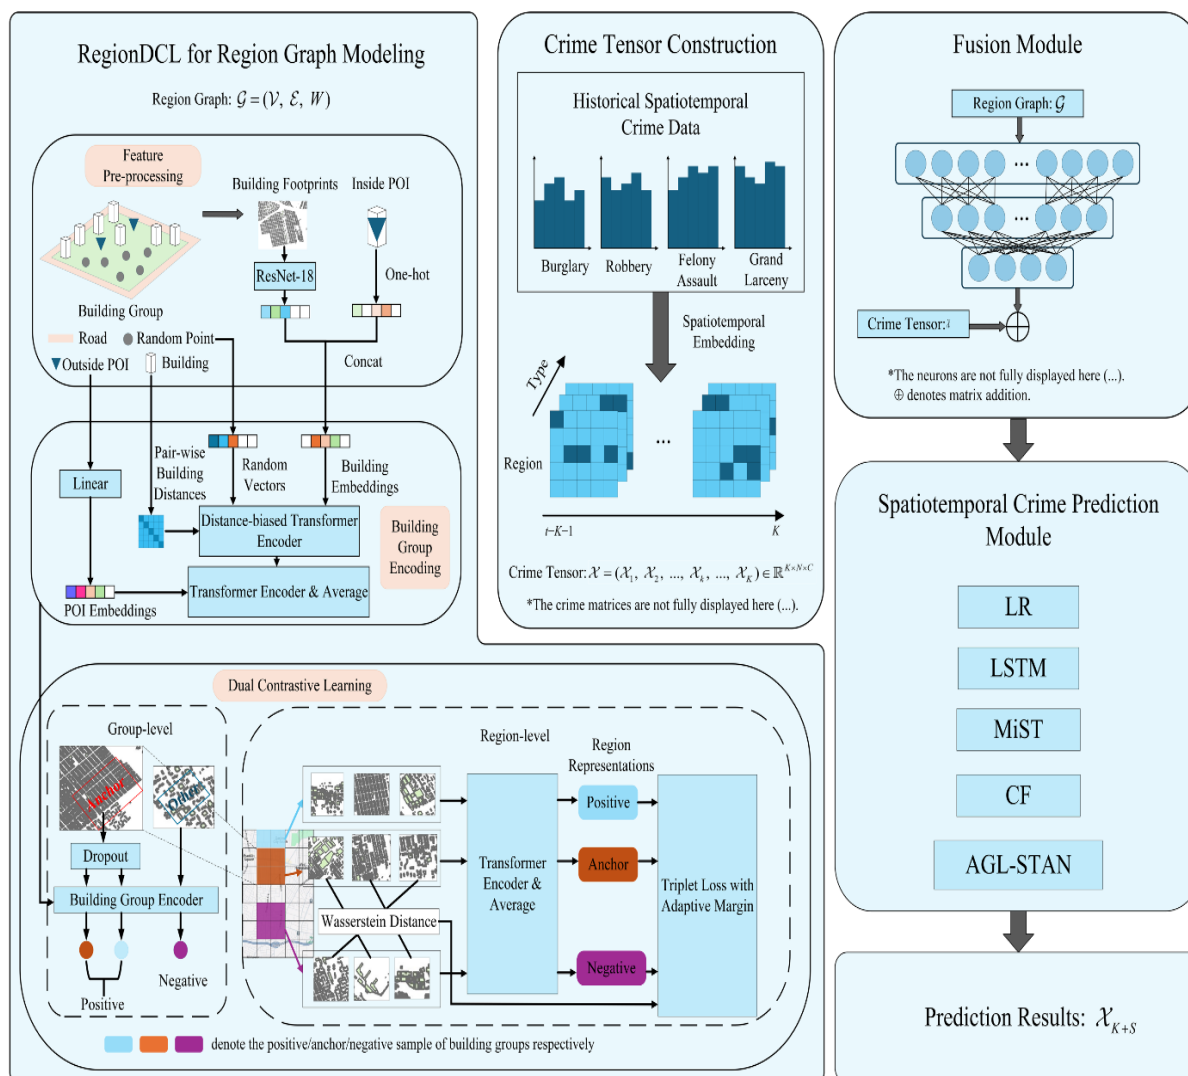 RegionDCL for Region Graph Modeling
Region Graph: 𝒢 = (𝒱, ℰ, W)
Feature
Pre-processing
Building Footprints
Inside POI
ResNet-18
One-hot
Building Group
Road
Random Point
Outside POI
Building
Concat
Linear
Pair-wise
Building
Distances
Random
Vectors
Building
Embeddings
Distance-biased Transformer
Encoder
Building
Group
Encoding
Transformer Encoder & Average
POI Embeddings
Dual Contrastive Learning
Group-level
Anchor
Other
Dropout
Building Group Encoder
Negative
Positive
Region-level
Region
Representations
Positive
Transformer
Encoder &
Average
Anchor
Triplet Loss with
Adaptive Margin
Wasserstein Distance
Negative
denote the positive/anchor/negative sample of building groups respectively
Crime Tensor Construction
Historical Spatiotemporal
Crime Data
Burglary
Robbery
Felony
Assault
Grand
Larceny
Spatiotemporal
Embedding
Type
...
Region
t−K−1
K
Crime Tensor: 𝒳 = (𝒳₁, 𝒳₂, ..., 𝒳ₖ, ..., 𝒳_K) ∈ ℝ^{K×N×C}
*The crime matrices are not fully displayed here (...).
Fusion Module
Region Graph: 𝒢
...
...
Crime Tensor:
*The neurons are not fully displayed here (...).
⊕ denotes matrix addition.
Spatiotemporal Crime Prediction
Module
LR
LSTM
MiST
CF
AGL-STAN
Prediction Results: 𝒳_{K+S}